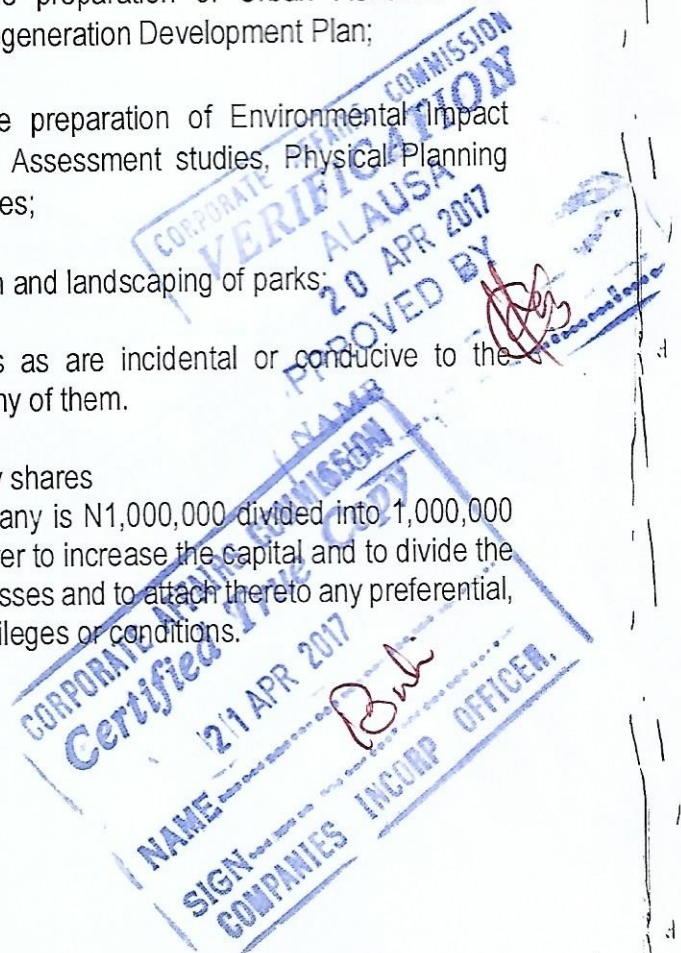 preparation of Urban
generation Development Plan;
e preparation of Environmental Impact
Assessment studies, Physical Planning
es;
n and landscaping of parks;
s as are incidental or conducive to the
ny of them.
y shares
any is N1,000,000 divided into 1,000,000
er to increase the capital and to divide the
sses and to attach thereto any preferential,
ileges or conditions.
CORPORATE AFFAIRS COMMISSION
VERIFICATION
ALAUSA
20 APR 2017
APPROVED BY
NAME
CORPORATE AFFAIRS COMMISSION
Certified True Copy
21 APR 2017
NAME
SIGN
COMPANIES INCORP OFFICER.